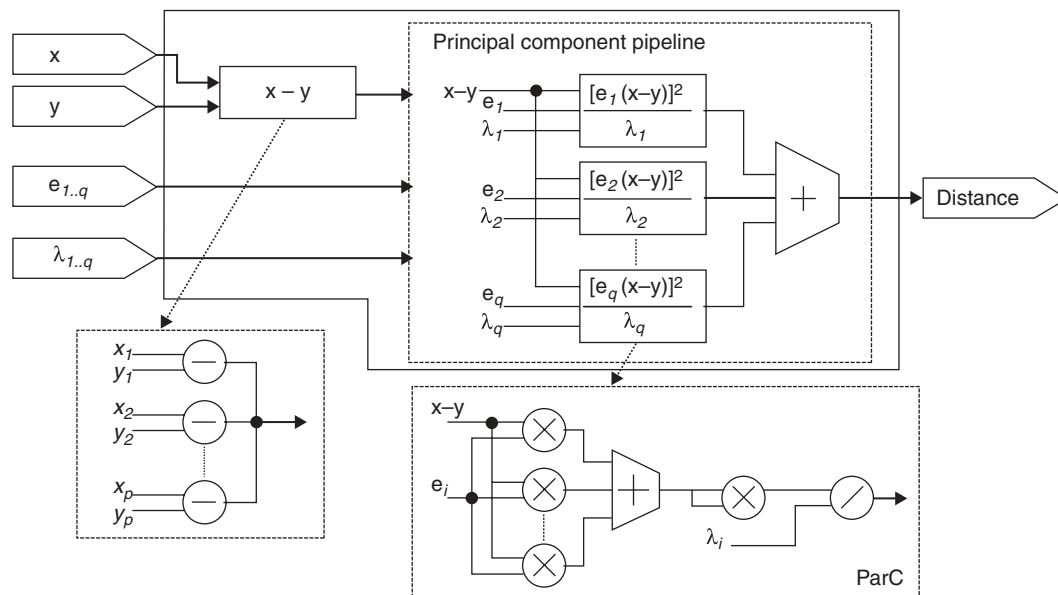 x
y
e1..q
λ1..q
x – y
Principal component pipeline
x–y
e1
λ1
[e1(x–y)]²
λ1
e2
λ2
[e2(x–y)]²
λ2
eq
λq
[eq(x–y)]²
λq
+
Distance
x1
y1
–
x2
y2
–
xp
yp
–
x–y
ei
×
×
×
+
×
λi
/
ParC